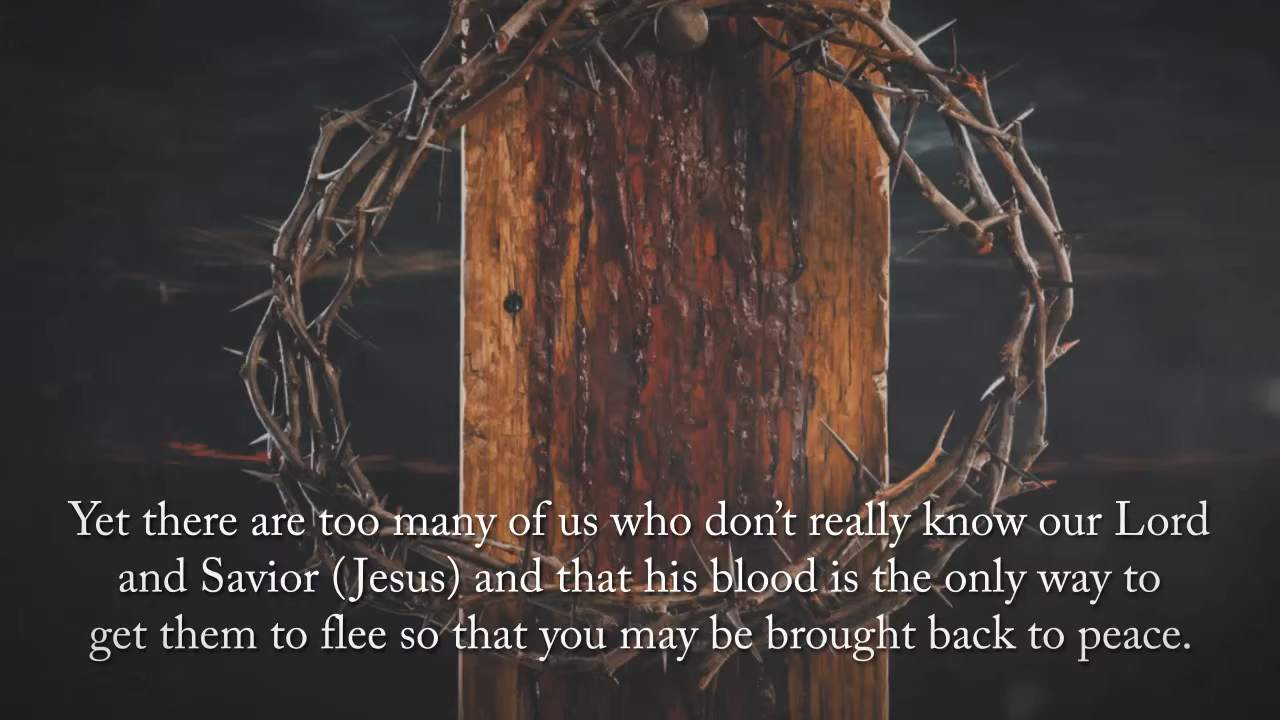 Yet there are too many of us who don’t really know our Lord
and Savior (Jesus) and that his blood is the only way to
get them to flee so that you may be brought back to peace.